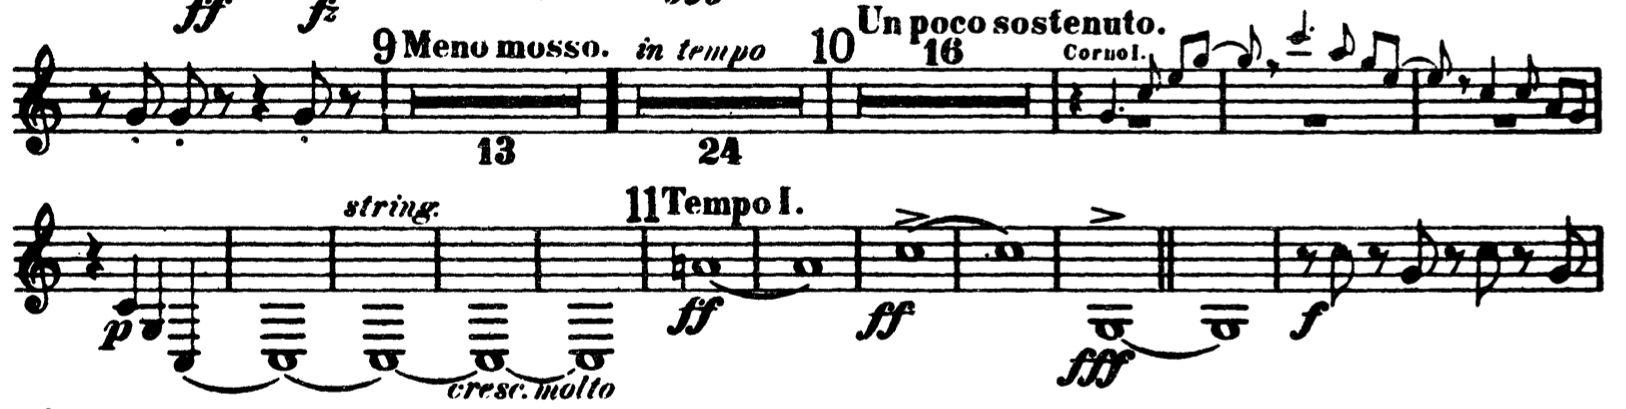 ff fz
9 Meno mosso. in tempo 10 Un poco sostenuto.
16 Corno I.
13 24
string. 11 Tempo I.
p ff ff f
fff
cresc. molto